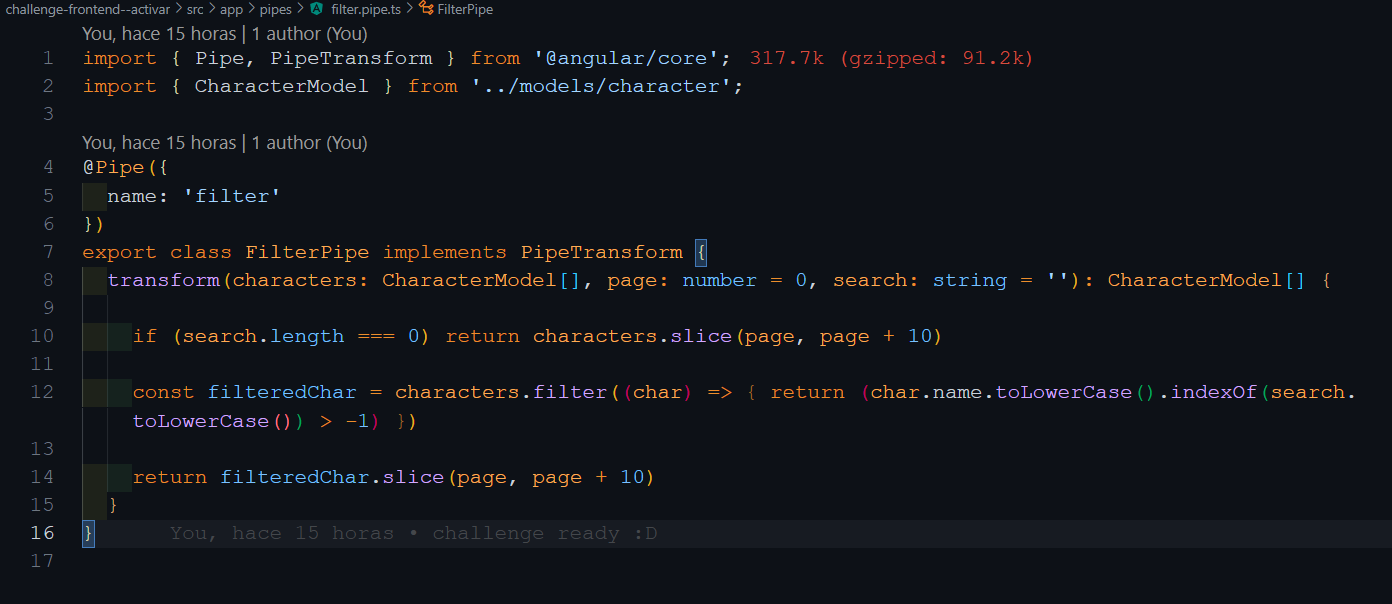 challenge-frontend--activar > src > app > pipes > filter.pipe.ts > FilterPipe
You, hace 15 horas | 1 author (You)
1 import { Pipe, PipeTransform } from '@angular/core'; 317.7k (gzipped: 91.2k)
2 import { CharacterModel } from '../models/character';
3
You, hace 15 horas | 1 author (You)
4 @Pipe({
5 name: 'filter'
6 })
7 export class FilterPipe implements PipeTransform {
8 transform(characters: CharacterModel[], page: number = 0, search: string = ''): CharacterModel[] {
9
10 if (search.length === 0) return characters.slice(page, page + 10)
11
12 const filteredChar = characters.filter((char) => { return (char.name.toLowerCase().indexOf(search.
toLowerCase()) > -1) })
13
14 return filteredChar.slice(page, page + 10)
15 }
16 } You, hace 15 horas • challenge ready :D
17